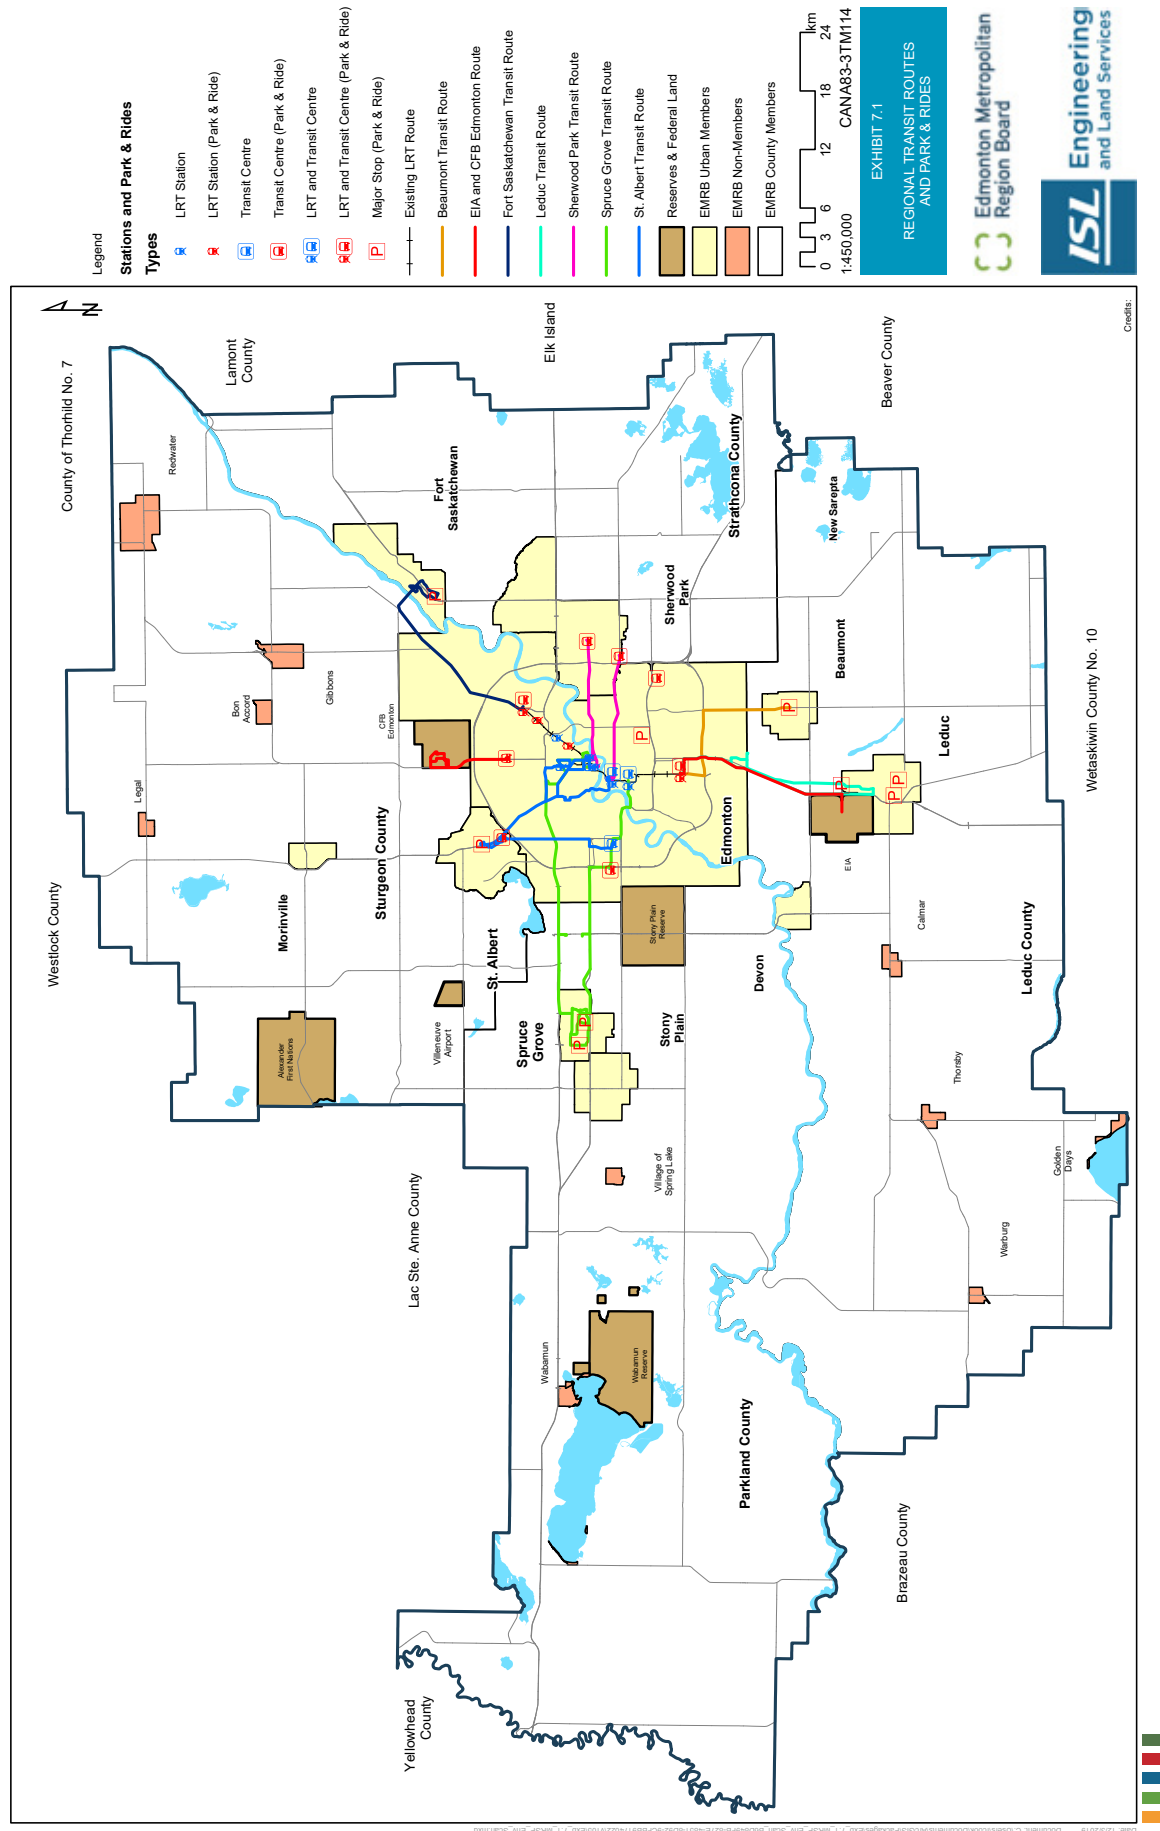 Legend
Stations and Park & Rides
Types
LRT Station
LRT Station (Park & Ride)
Transit Centre
Transit Centre (Park & Ride)
LRT and Transit Centre
LRT and Transit Centre (Park & Ride)
P Major Stop (Park & Ride)
Existing LRT Route
Beaumont Transit Route
EIA and CFB Edmonton Route
Fort Saskatchewan Transit Route
Leduc Transit Route
Sherwood Park Transit Route
Spruce Grove Transit Route
St. Albert Transit Route
Reserves & Federal Land
EMRB Urban Members
EMRB Non-Members
EMRB County Members
0 3 6 12 18 24
km
1:450,000 CANA83-3TM114
EXHIBIT 7.1
REGIONAL TRANSIT ROUTES
AND PARK & RIDES
Edmonton Metropolitan
Region Board
ISL Engineering
and Land Services
N
Credits:
County of Thorhild No. 7
Lamont
County
Elk Island
Beaver County
Westlock County
Wetaskiwin County No. 10
Lac Ste. Anne County
Yellowhead
County
Brazeau County
Redwater
Fort
Saskatchewan
Strathcona County
New Sarepta
Sherwood
Park
Beaumont
Gibbons
Bon
Accord
CFB
Edmonton
Legal
Leduc
Edmonton
EIA
Sturgeon County
Morinville
St. Albert
Stony Plain
Reserve
Calmar
Leduc County
Devon
Villeneuve
Airport
Spruce
Grove
Stony
Plain
Alexander
First Nations
Thorsby
Village of
Spring Lake
Golden
Days
Warburg
Wabamun
Wabamun
Reserve
Parkland County
P
P
P
P
P
P
P